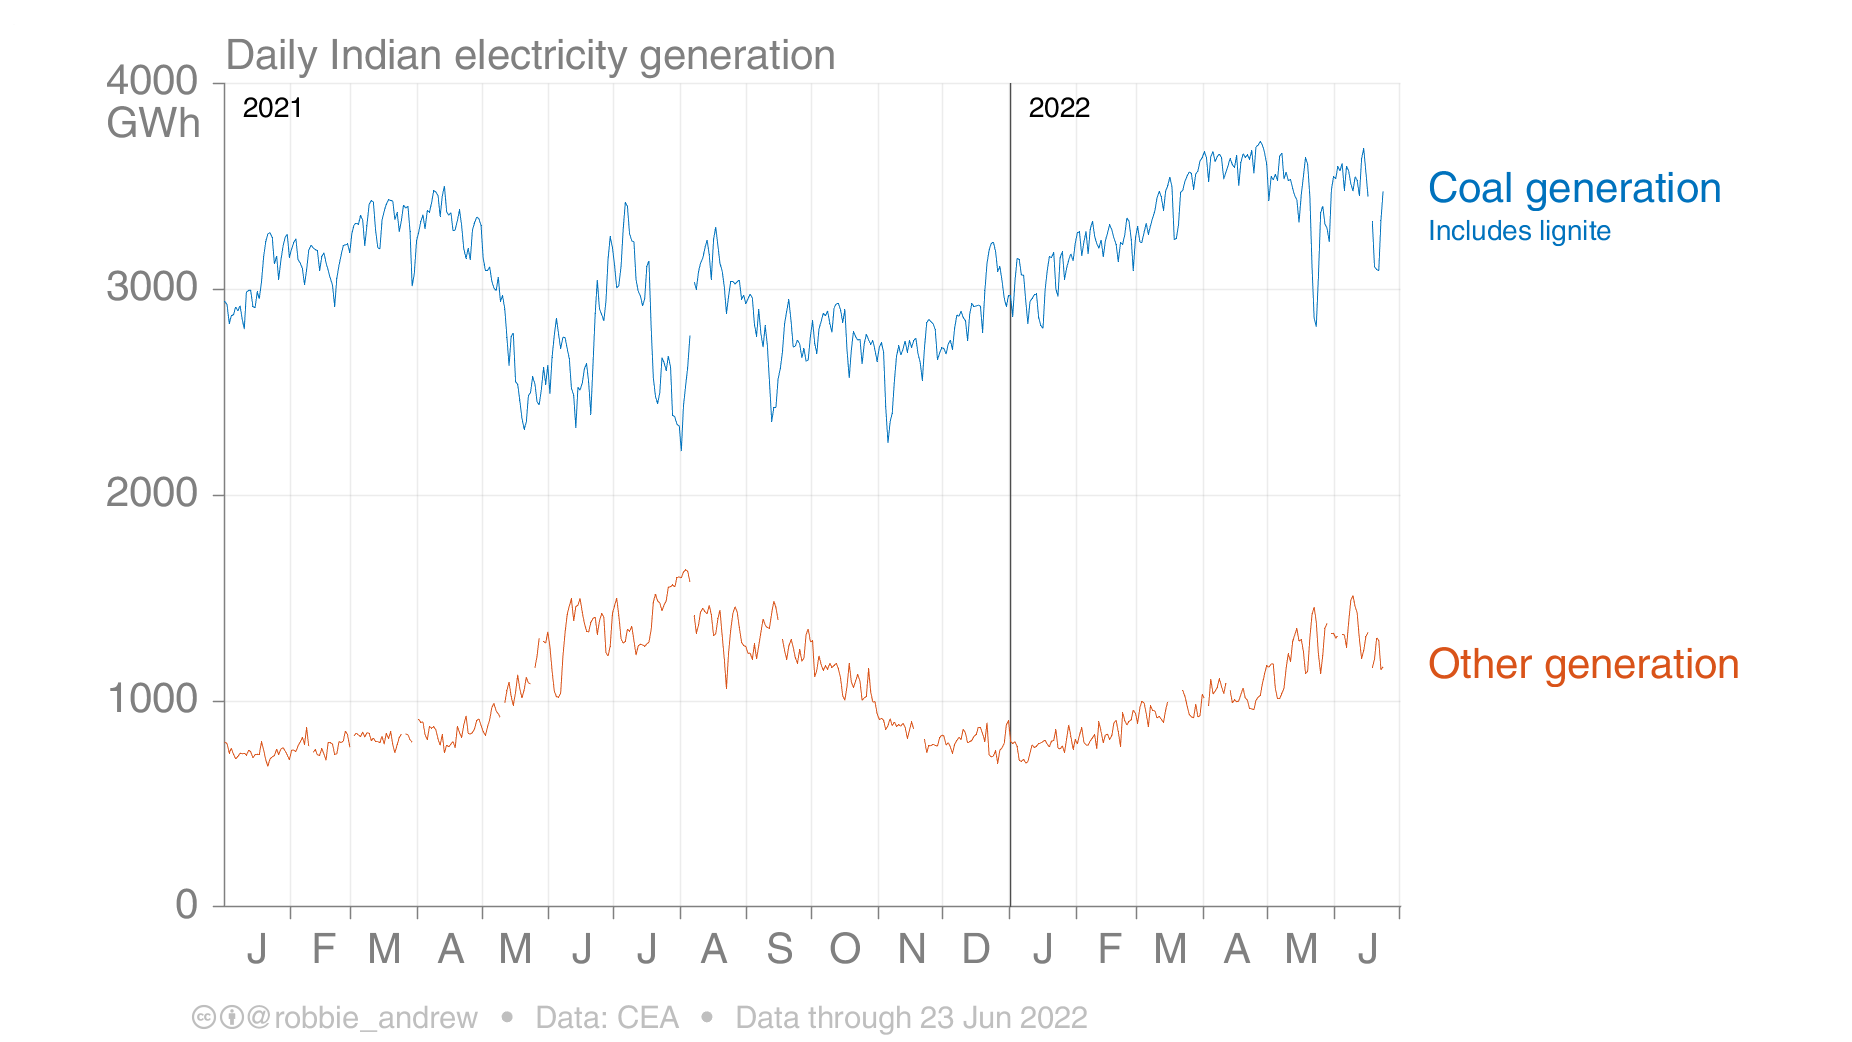 Daily Indian electricity generation
4000
GWh
2021
2022
3000
2000
1000
0
Coal generation
Includes lignite
Other generation
J F M A M J J A S O N D J F M A M J
@robbie_andrew • Data: CEA • Data through 23 Jun 2022